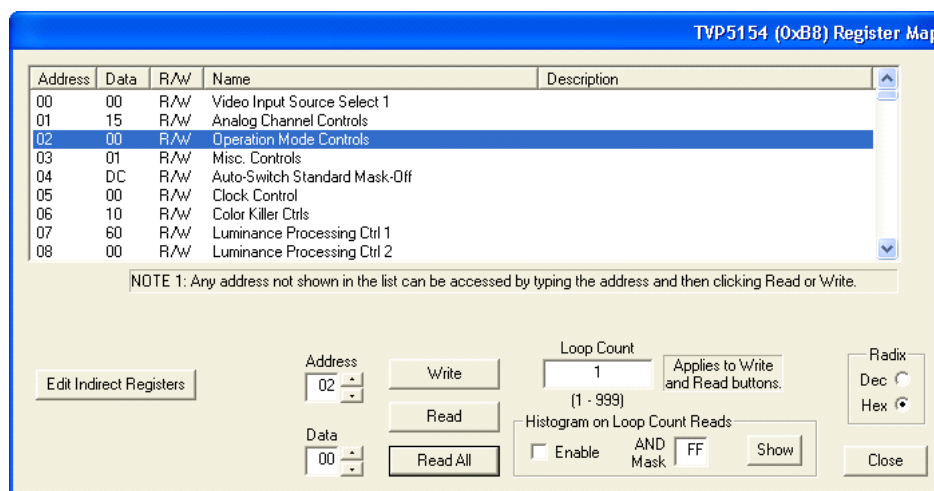 TVP5154 (0xB8) Register Map
Address Data R/W Name Description
00 00 R/W Video Input Source Select 1
01 15 R/W Analog Channel Controls
02 00 R/W Operation Mode Controls
03 01 R/W Misc. Controls
04 DC R/W Auto-Switch Standard Mask-Off
05 00 R/W Clock Control
06 10 R/W Color Killer Ctrls
07 60 R/W Luminance Processing Ctrl 1
08 00 R/W Luminance Processing Ctrl 2
NOTE 1: Any address not shown in the list can be accessed by typing the address and then clicking Read or Write.
Edit Indirect Registers
Address
02
Data
00
Write
Read
Read All
Loop Count
1
(1 - 999)
Applies to Write
and Read buttons.
Histogram on Loop Count Reads
Enable
AND
Mask
FF
Show
Radix
Dec
Hex
Close